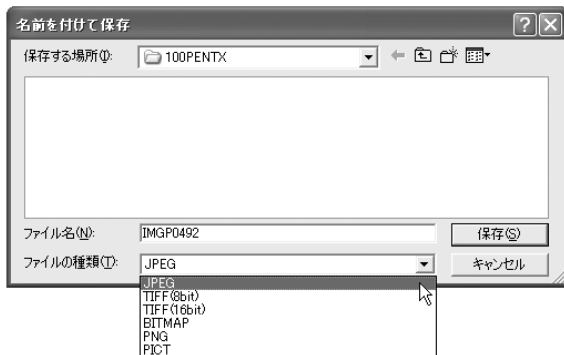 名前を付けて保存
保存する場所(I): 100PENTX
ファイル名(N): IMGP0492 保存(S)
ファイルの種類(T): JPEG キャンセル
JPEG
TIFF(8bit)
TIFF(16bit)
BITMAP
PNG
PICT